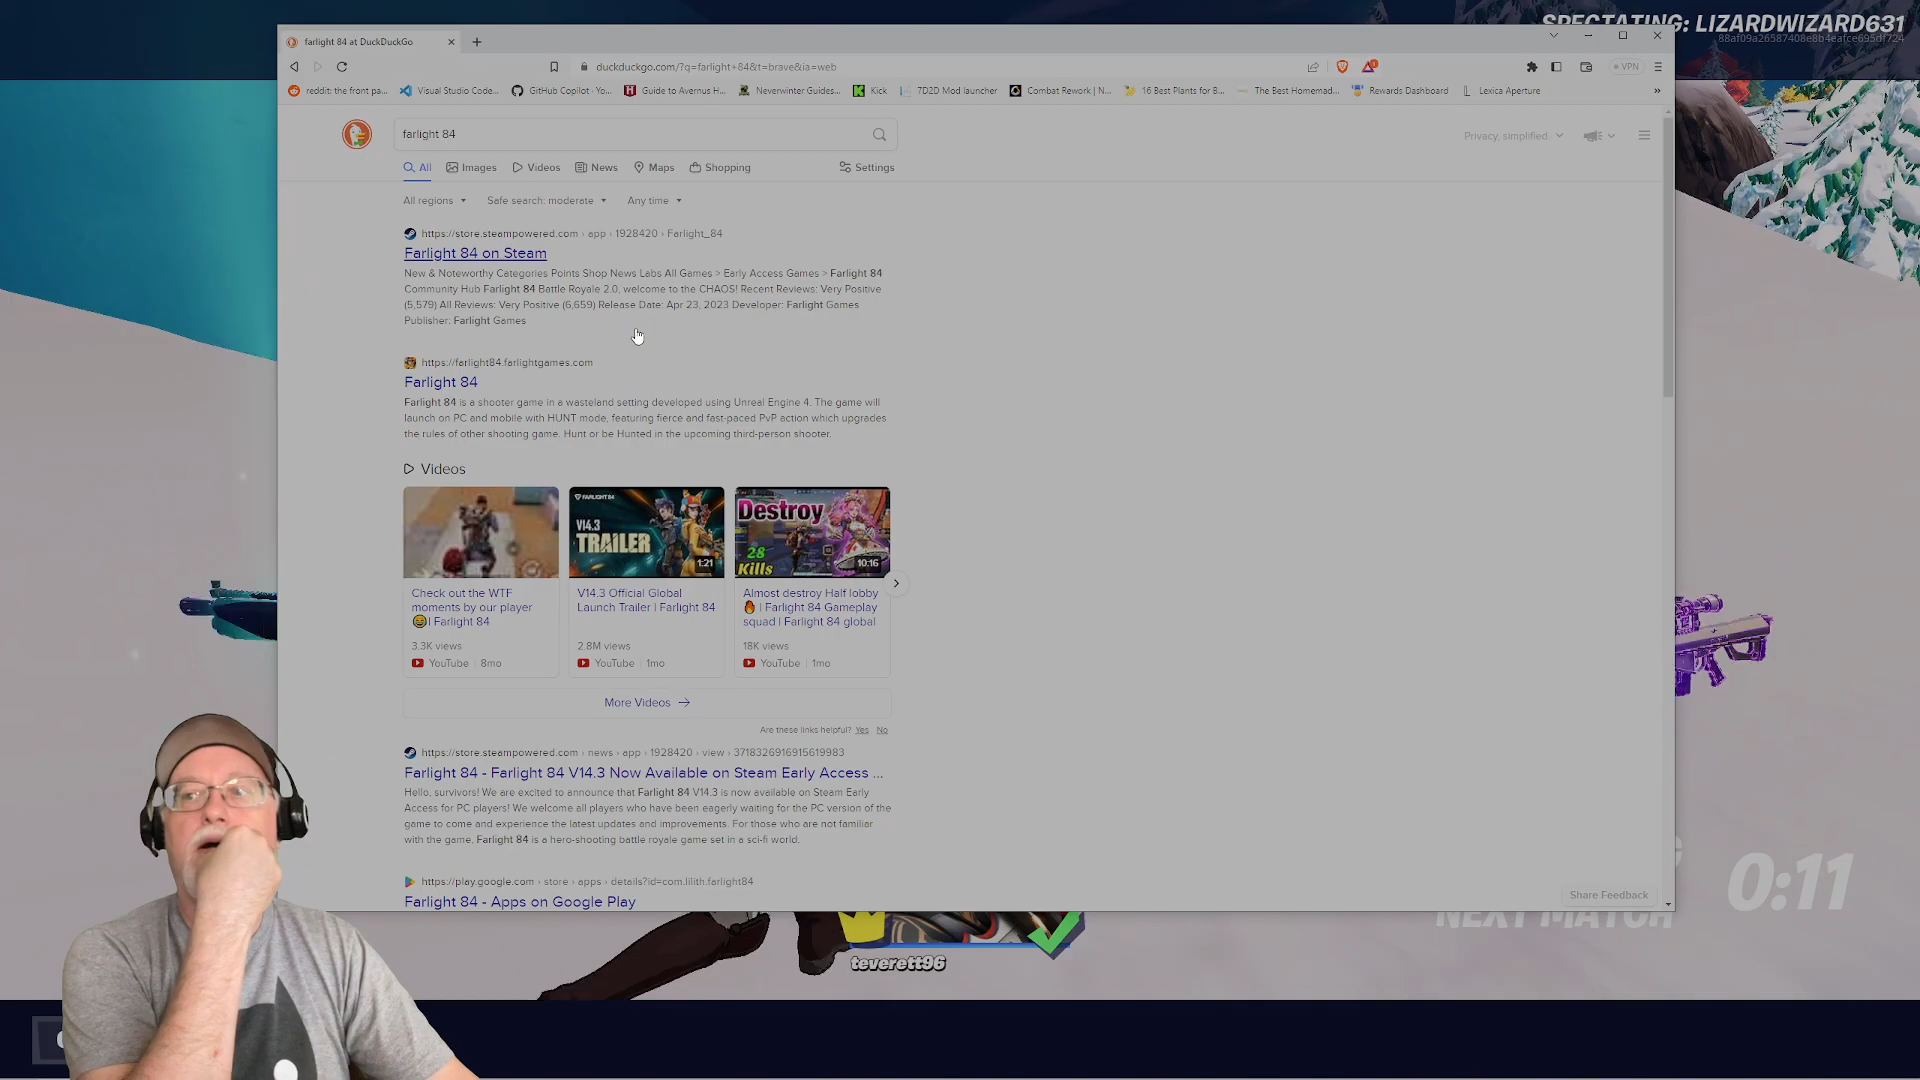 SPECTATING: LIZARDWIZARD631
88af09a26587408e8b4eafce695df724
farlight 84 at DuckDuckGo
duckduckgo.com/?q=farlight+84&t=brave&ia=web
VPN
reddit: the front pa...
Visual Studio Code...
GitHub Copilot · Yo...
Guide to Avernus H...
Neverwinter Guides...
Kick
7D2D Mod launcher
Combat Rework | N...
16 Best Plants for B...
The Best Homemad...
Rewards Dashboard
Lexica Aperture
farlight 84
Privacy, simplified.
All
Images
Videos
News
Maps
Shopping
Settings
All regions
Safe search: moderate
Any time
https://store.steampowered.com › app › 1928420 › Farlight_84
Farlight 84 on Steam
New & Noteworthy Categories Points Shop News Labs All Games > Early Access Games > Farlight 84
Community Hub Farlight 84 Battle Royale 2.0, welcome to the CHAOS! Recent Reviews: Very Positive
(5,579) All Reviews: Very Positive (6,659) Release Date: Apr 23, 2023 Developer: Farlight Games
Publisher: Farlight Games
https://farlight84.farlightgames.com
Farlight 84
Farlight 84 is a shooter game in a wasteland setting developed using Unreal Engine 4. The game will
launch on PC and mobile with HUNT mode, featuring fierce and fast-paced PvP action which upgrades
the rules of other shooting game. Hunt or be Hunted in the upcoming third-person shooter.
Videos
FARLIGHT 84
V14.3
TRAILER
1:21
Destroy
28
Kills
10:16
Check out the WTF
moments by our player
😂| Farlight 84
3.3K views
YouTube | 8mo
V14.3 Official Global
Launch Trailer | Farlight 84
2.8M views
YouTube | 1mo
Almost destroy Half lobby
🔥 | Farlight 84 Gameplay
squad | Farlight 84 global
18K views
YouTube | 1mo
More Videos
Are these links helpful? Yes No
https://store.steampowered.com › news › app › 1928420 › view › 3718326916915619983
Farlight 84 - Farlight 84 V14.3 Now Available on Steam Early Access ...
Hello, survivors! We are excited to announce that Farlight 84 V14.3 is now available on Steam Early
Access for PC players! We welcome all players who have been eagerly waiting for the PC version of the
game to come and experience the latest updates and improvements. For those who are not familiar
with the game, Farlight 84 is a hero-shooting battle royale game set in a sci-fi world.
https://play.google.com › store › apps › details?id=com.lilith.farlight84
Farlight 84 - Apps on Google Play
Share Feedback
0:11
NEXT MATCH
teverett96